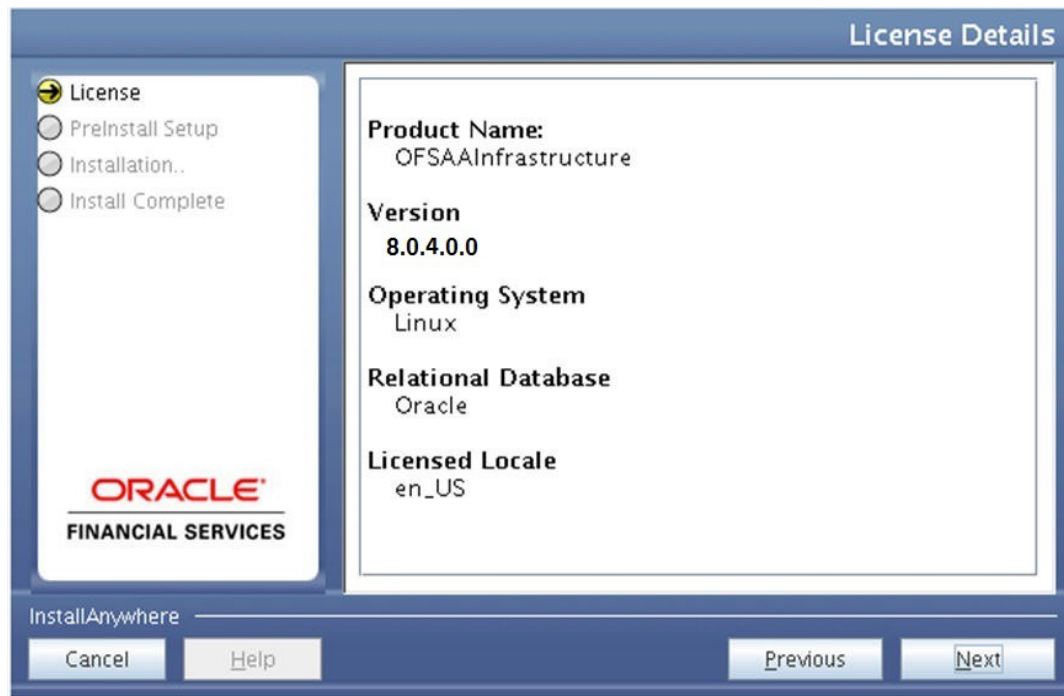 License Details
License
PreInstall Setup
Installation..
Install Complete
Product Name:
OFSAAInfrastructure
Version
8.0.4.0.0
Operating System
Linux
Relational Database
Oracle
Licensed Locale
en_US
ORACLE
FINANCIAL SERVICES
InstallAnywhere
Cancel
Help
Previous
Next